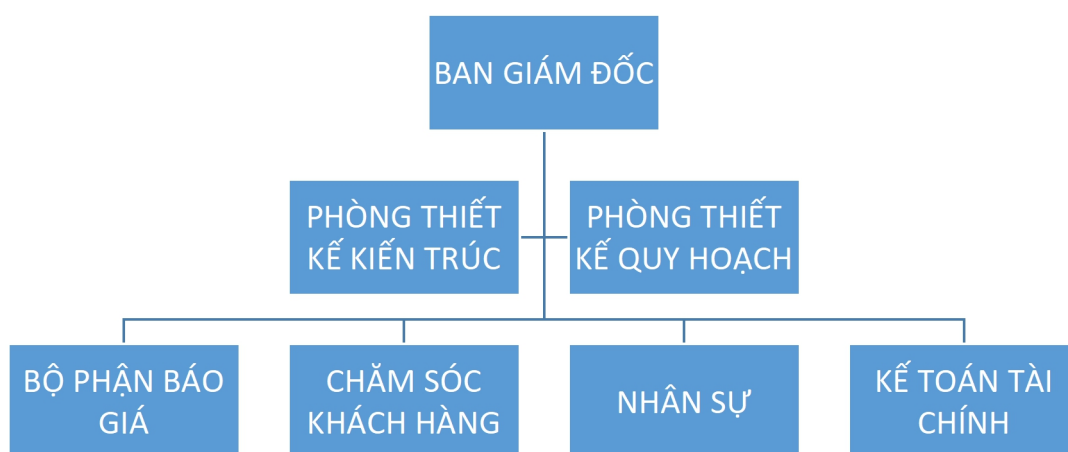 BAN GIÁM ĐỐC
PHÒNG THIẾT
KẾ KIẾN TRÚC
PHÒNG THIẾT
KẾ QUY HOẠCH
BỘ PHẬN BÁO
GIÁ
CHĂM SÓC
KHÁCH HÀNG
NHÂN SỰ
KẾ TOÁN TÀI
CHÍNH